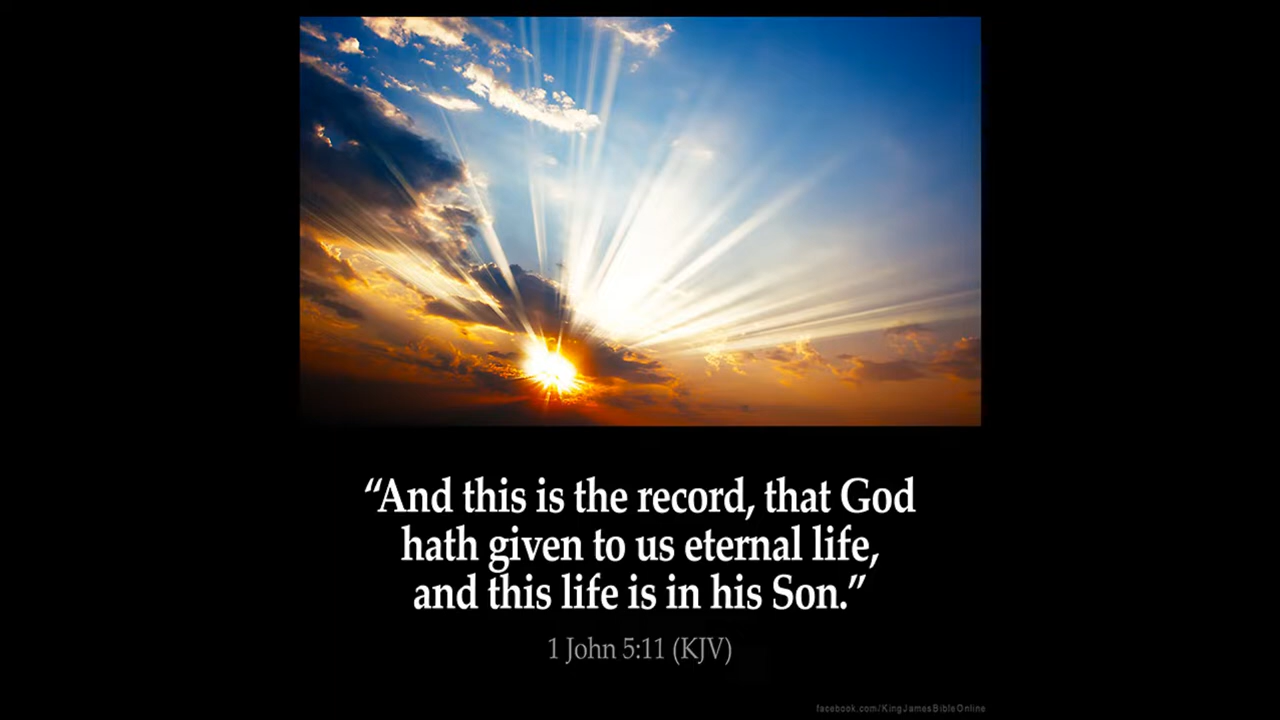 “And this is the record, that God
hath given to us eternal life,
and this life is in his Son.”
1 John 5:11 (KJV)
facebook.com/KingJamesBibleOnline